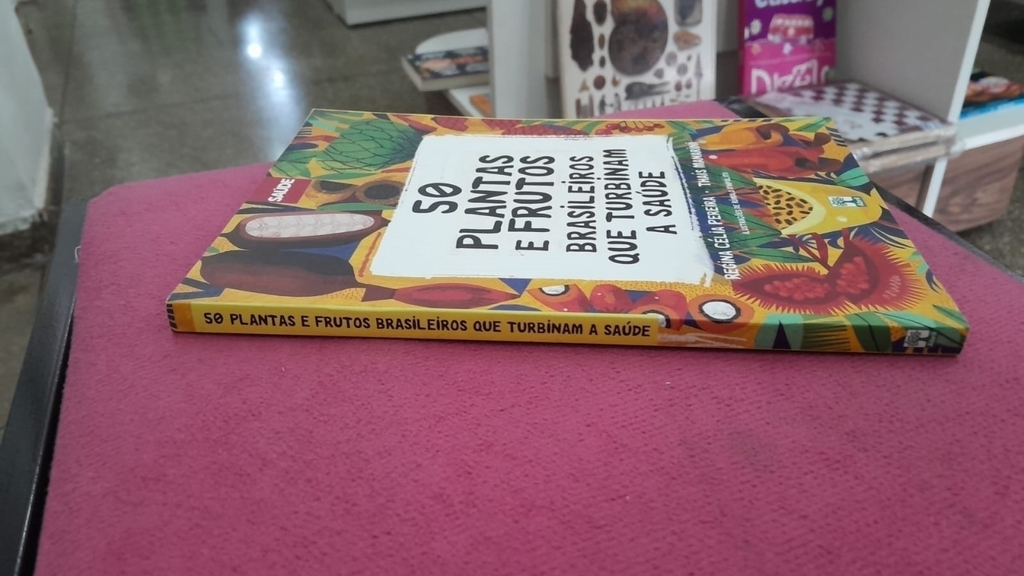 SAÚDE
50
PLANTAS
E FRUTOS
BRASILEIROS
QUE TURBINAM
A SAÚDE
REGINA CÉLIA PEREIRA
50 PLANTAS E FRUTOS BRASILEIROS QUE TURBINAM A SAÚDE